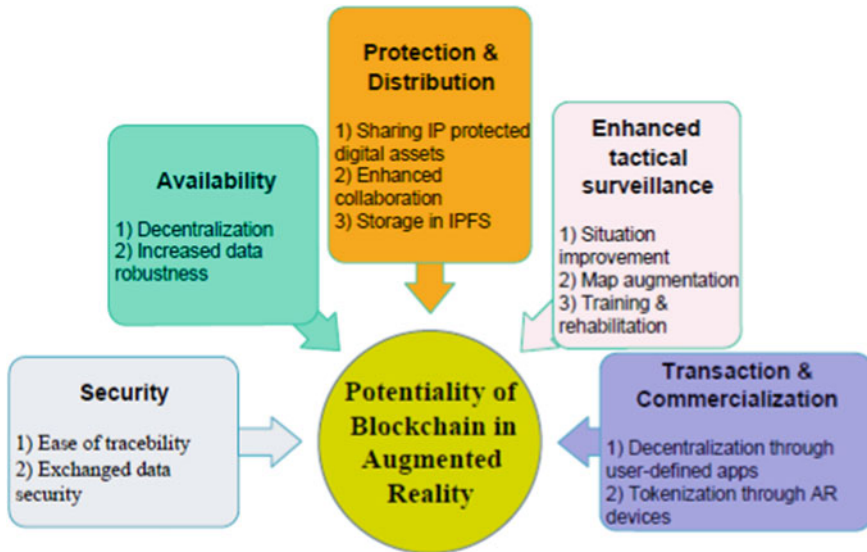 Protection &
Distribution
1) Sharing IP protected
digital assets
2) Enhanced
collaboration
3) Storage in IPFS
Availability
1) Decentralization
2) Increased data
robustness
Enhanced
tactical
surveillance
1) Situation
improvement
2) Map augmentation
3) Training &
rehabilitation
Security
1) Ease of tracebility
2) Exchanged data
security
Potentiality of
Blockchain in
Augmented
Reality
Transaction &
Commercialization
1) Decentralization through
user-defined apps
2) Tokenization through AR
devices